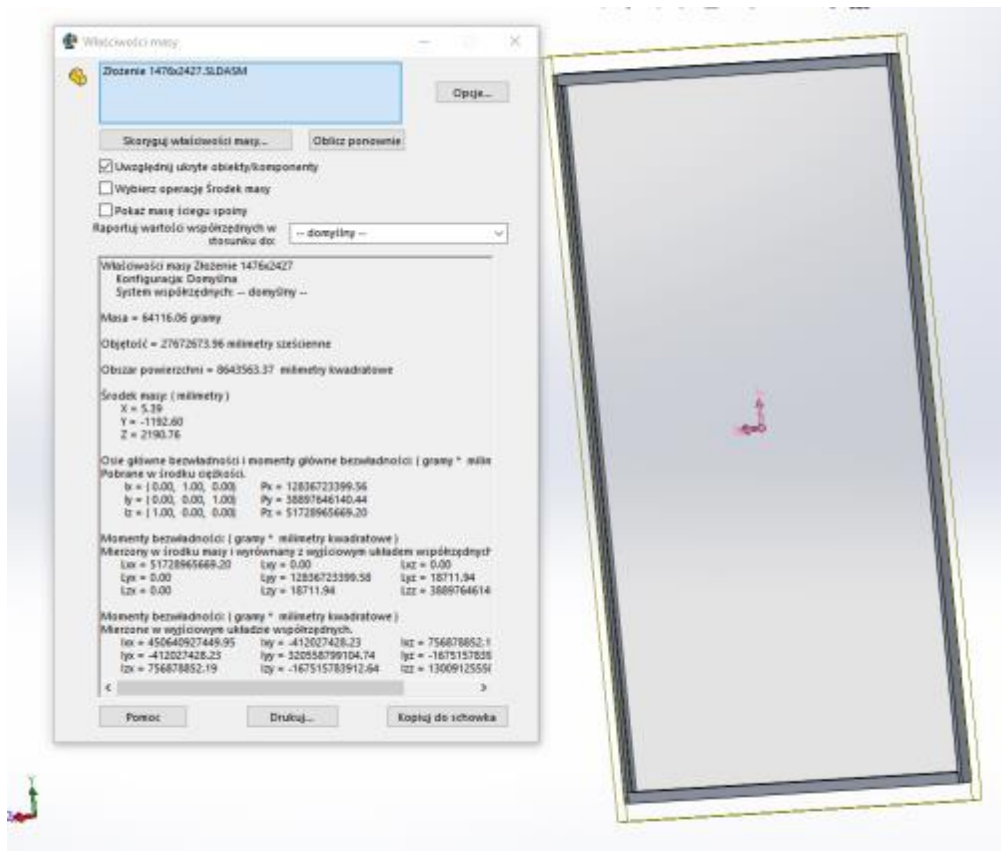 Właściwości masy
Złożenie 1476x2427.SLDASM
Opcje...
Skoryguj właściwości masy...
Oblicz ponownie
Uwzględnij ukryte obiekty/komponenty
Wybierz operację Środek masy
Pokaż masę ściegu spoiny
Raportuj wartości współrzędnych w
stosunku do:
-- domyślny --
Właściwości masy Złożenie 1476x2427
Konfiguracja: Domyślna
System współrzędnych: -- domyślny --
Masa = 64116.06 gramy
Objętość = 27672673.96 milimetry sześcienne
Obszar powierzchni = 8643563.37 milimetry kwadratowe
Środek masy: ( milimetry )
X = 5.39
Y = -1192.60
Z = 2190.76
Osie główne bezwładności i momenty główne bezwładności: ( gramy * milim
Pobrane w środku ciężkości.
Ix = ( 0.00, 1.00, 0.00) Px = 12836723399.56
Iy = ( 0.00, 0.00, 1.00) Py = 38897646140.44
Iz = ( 1.00, 0.00, 0.00) Pz = 51728965669.20
Momenty bezwładności: ( gramy * milimetry kwadratowe )
Mierzony w środku masy i wyrównany z wyjściowym układem współrzędnych
Lxx = 51728965669.20 Lxy = 0.00 Lxz = 0.00
Lyx = 0.00 Lyy = 12836723399.58 Lyz = 18711.94
Lzx = 0.00 Lzy = 18711.94 Lzz = 3889764614
Momenty bezwładności: ( gramy * milimetry kwadratowe )
Mierzone w wyjściowym układzie współrzędnych.
Ixx = 450640927449.95 Ixy = -412027428.23 Ixz = 756878852.1
Iyx = -412027428.23 Iyy = 320558799104.74 Iyz = -1675157839
Izx = 756878852.19 Izy = -167515783912.64 Izz = 1300912555
Pomoc
Drukuj...
Kopiuj do schowka
Y